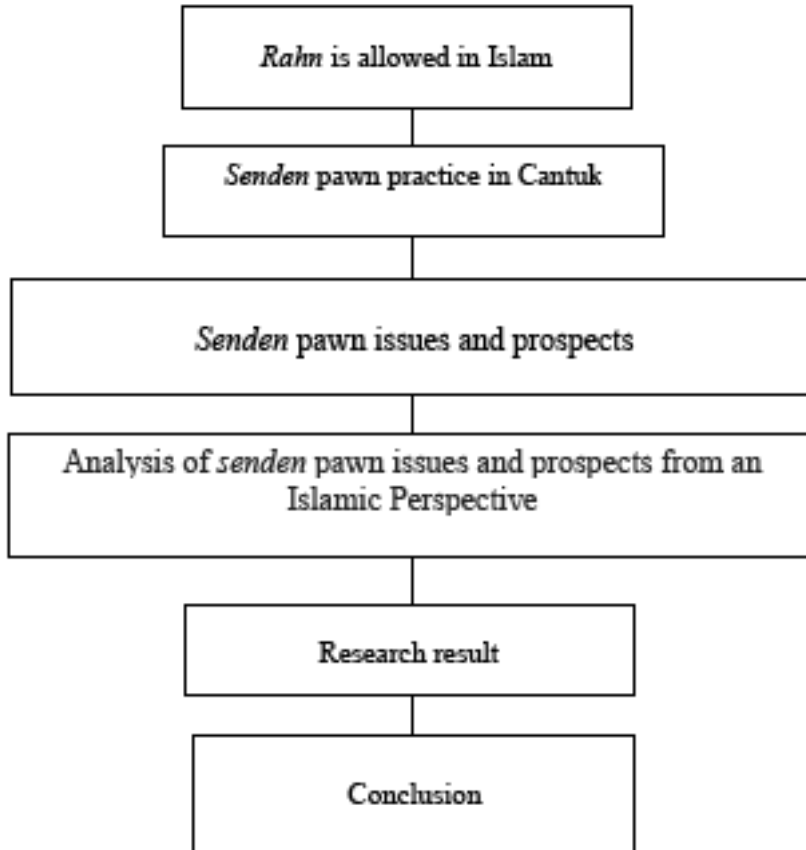 Rahn is allowed in Islam
Senden pawn practice in Cantuk
Senden pawn issues and prospects
Analysis of senden pawn issues and prospects from an
Islamic Perspective
Research result
Conclusion